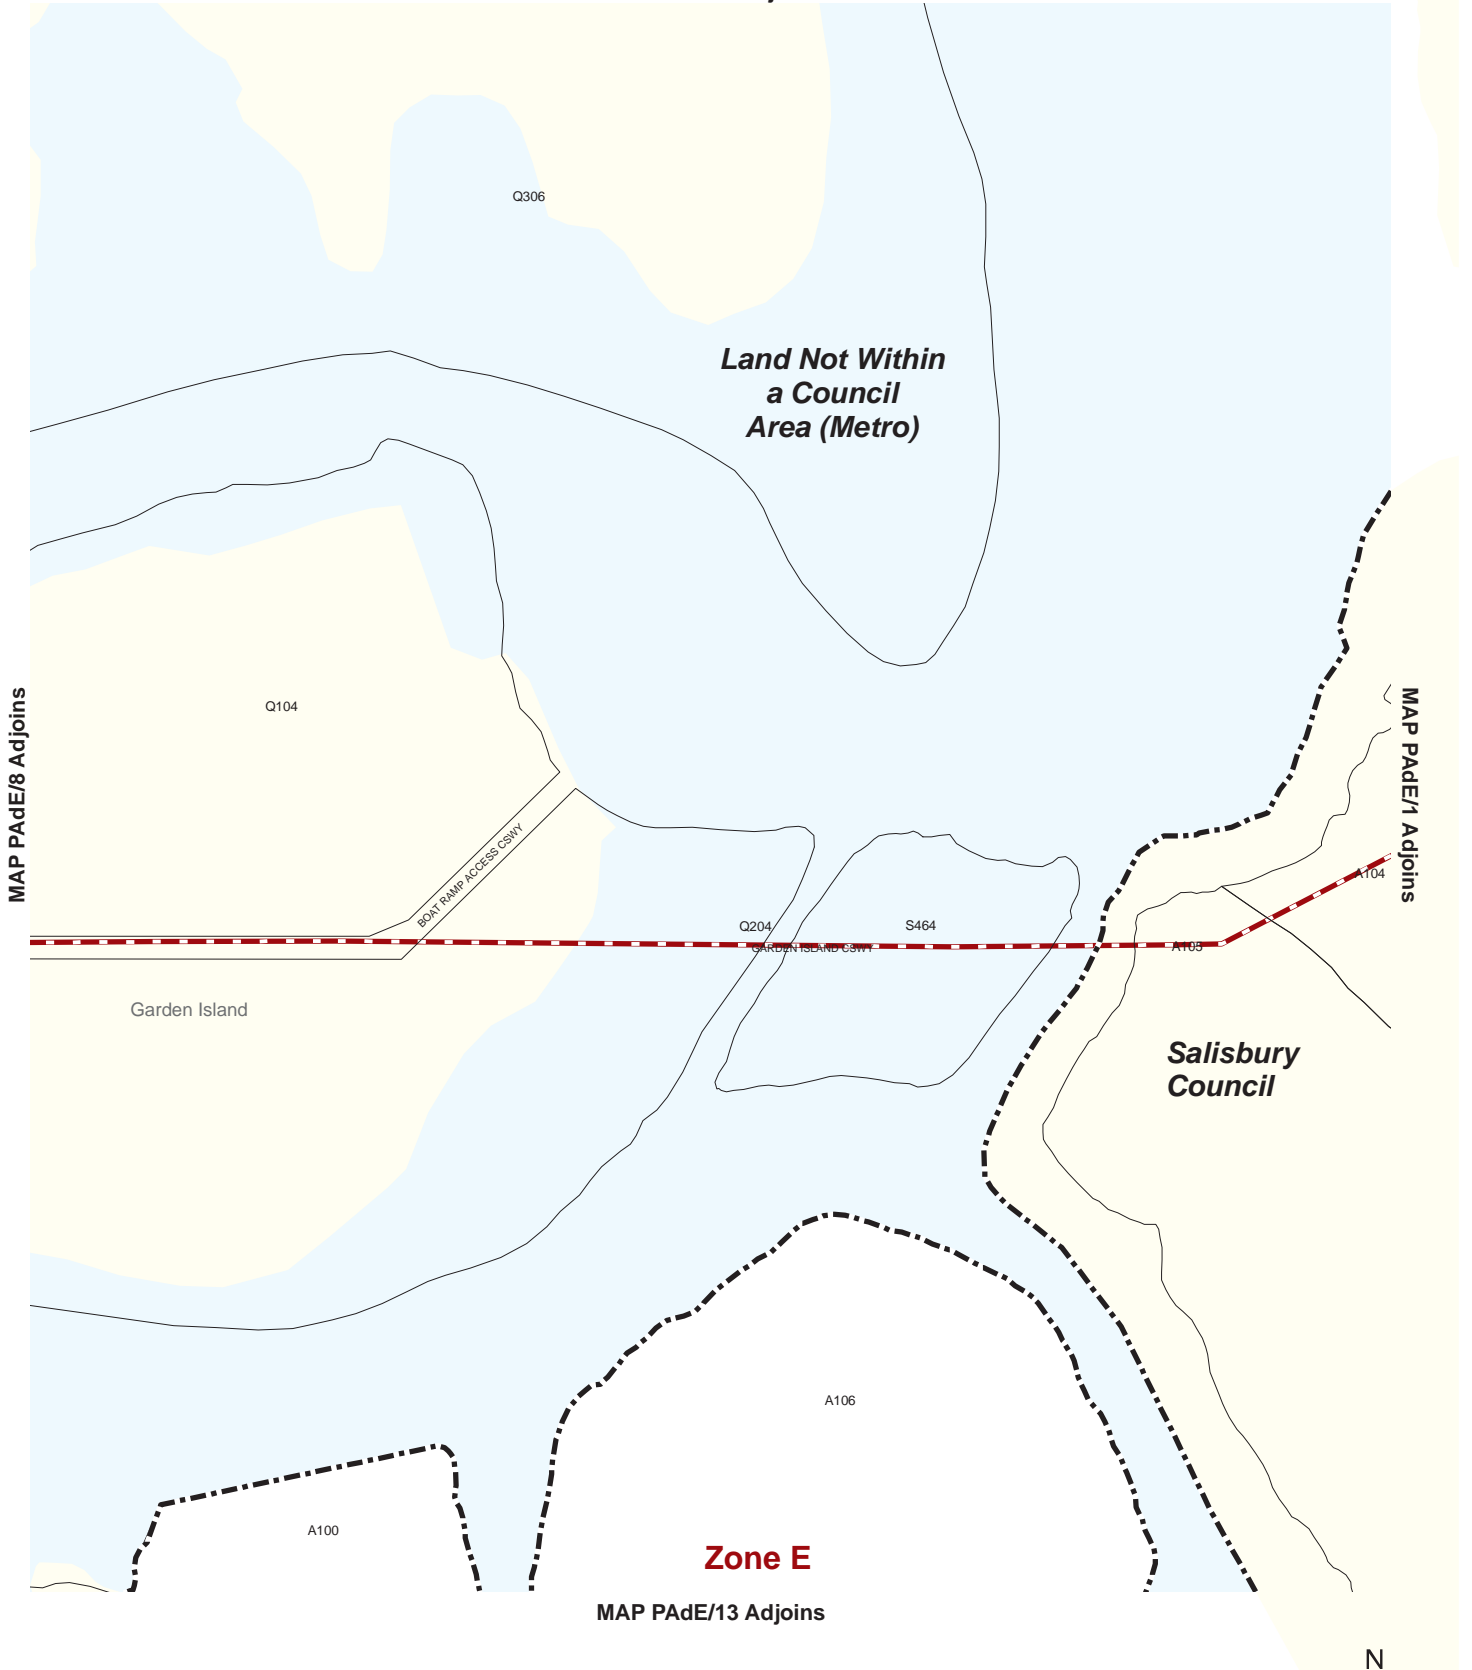 Q306
Land Not Within
a Council
Area (Metro)
MAP PAdE/8 Adjoins
MAP PAdE/1 Adjoins
Q104
BOAT RAMP ACCESS CSWY
A104
Q204
S464
GARDEN ISLAND CSWY
A105
Garden Island
Salisbury
Council
A106
A100
Zone E
MAP PAdE/13 Adjoins
N